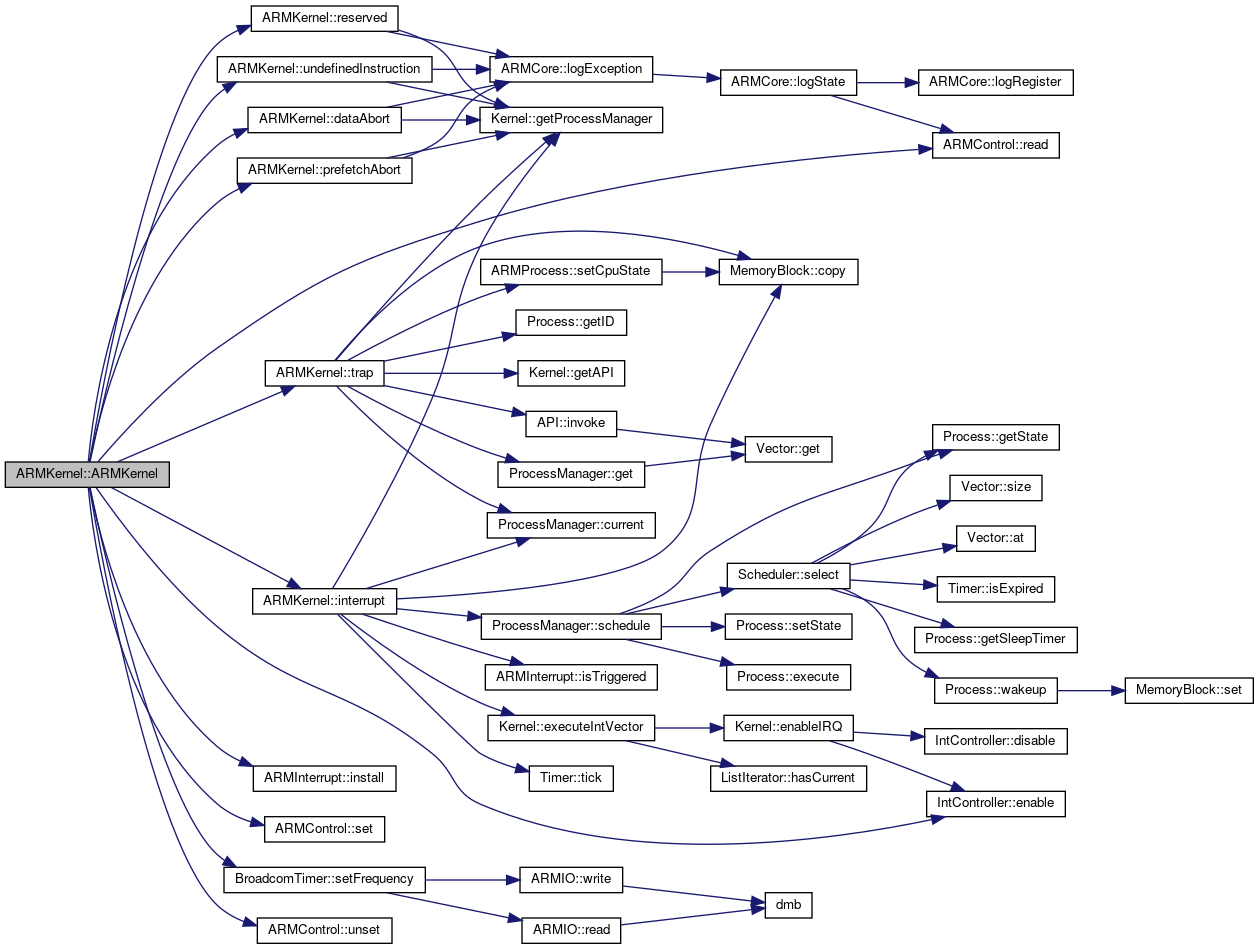 ARMKernel::reserved
ARMKernel::undefinedInstruction
ARMCore::logException
ARMCore::logState
ARMCore::logRegister
ARMKernel::dataAbort
Kernel::getProcessManager
ARMControl::read
ARMKernel::prefetchAbort
ARMProcess::setCpuState
MemoryBlock::copy
Process::getID
ARMKernel::trap
Kernel::getAPI
API::invoke
Process::getState
Vector::get
ARMKernel::ARMKernel
ProcessManager::get
Vector::size
ProcessManager::current
Vector::at
Scheduler::select
Timer::isExpired
ARMKernel::interrupt
ProcessManager::schedule
Process::setState
Process::getSleepTimer
ARMInterrupt::isTriggered
Process::execute
Process::wakeup
MemoryBlock::set
Kernel::executeIntVector
Kernel::enableIRQ
IntController::disable
ARMInterrupt::install
Timer::tick
ListIterator::hasCurrent
IntController::enable
ARMControl::set
BroadcomTimer::setFrequency
ARMIO::write
dmb
ARMControl::unset
ARMIO::read